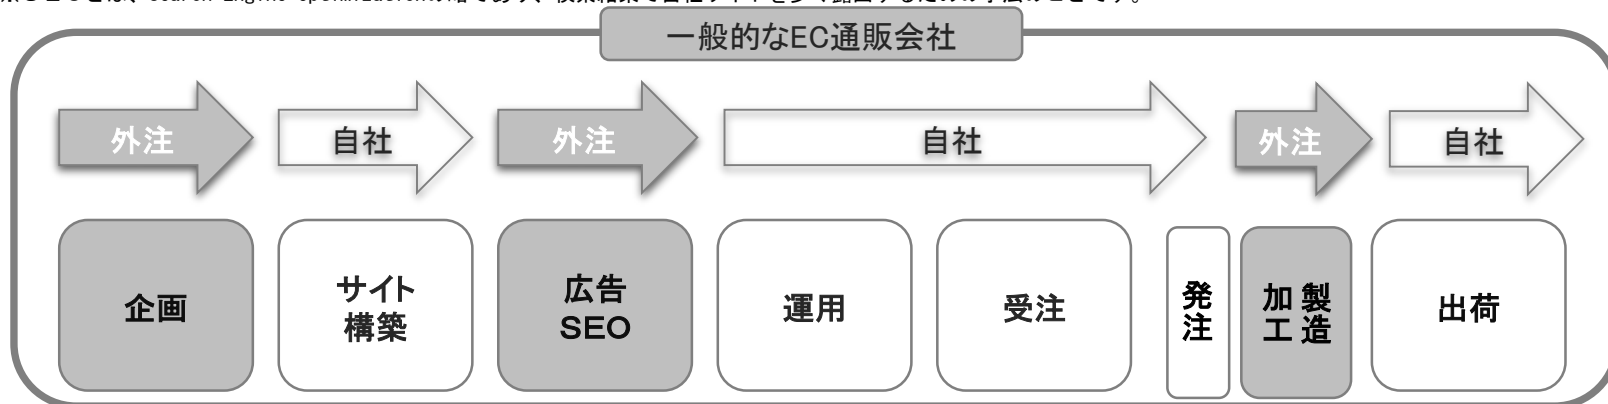 一般的なEC通販会社
外注
自社
外注
自社
外注
自社
企画
サイト
構築
広告
SEO
運用
受注
発注
製造
加工
出荷